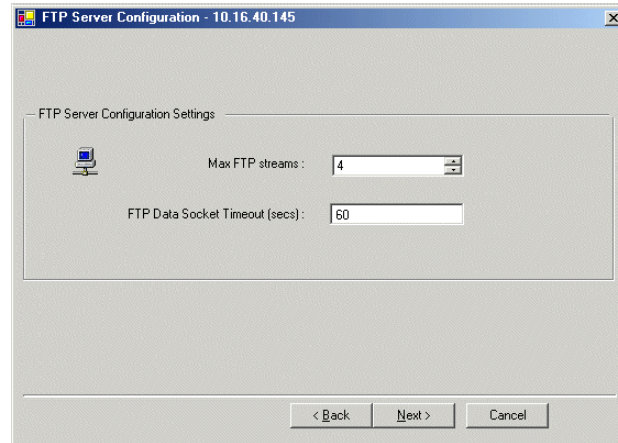 FTP Server Configuration - 10.16.40.145
FTP Server Configuration Settings
Max FTP streams : 4
FTP Data Socket Timeout (secs) : 60
< Back Next > Cancel